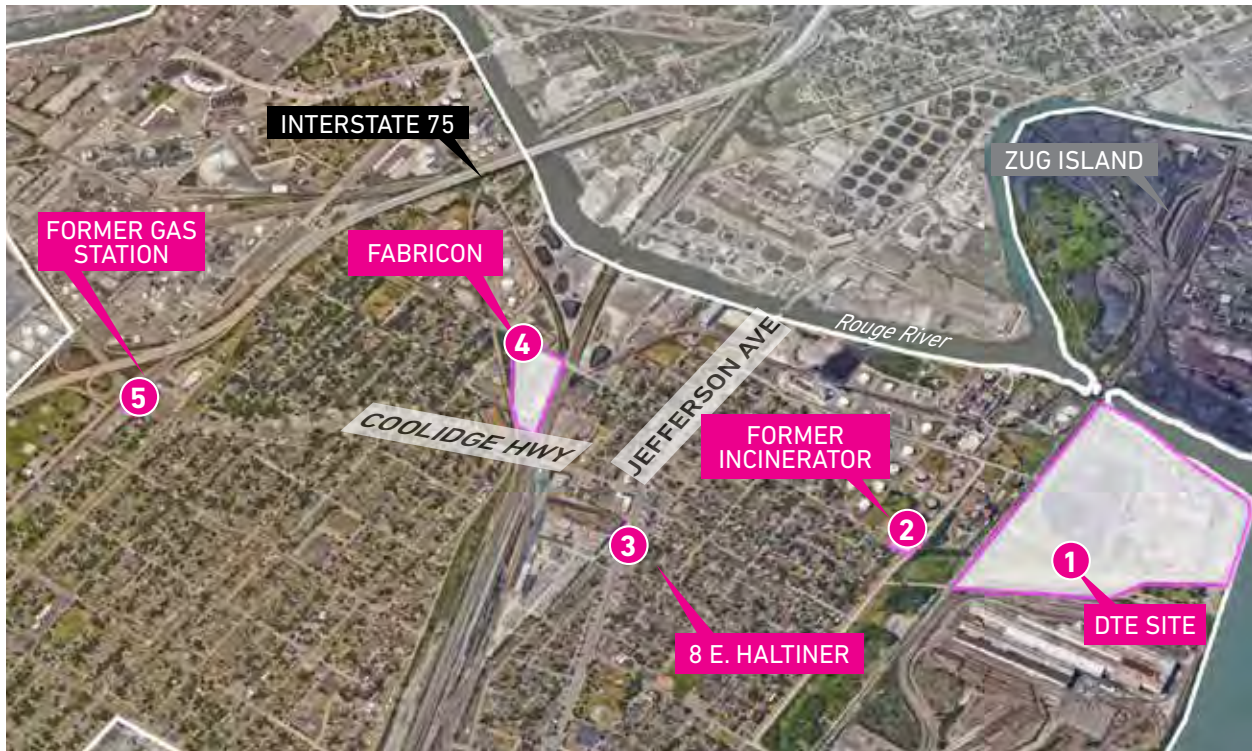 INTERSTATE 75
ZUG ISLAND
FORMER GAS
STATION
FABRICON
4
Rouge River
JEFFERSON AVE
5
COOLIDGE HWY
FORMER
INCINERATOR
2
3
1
DTE SITE
8 E. HALTINER